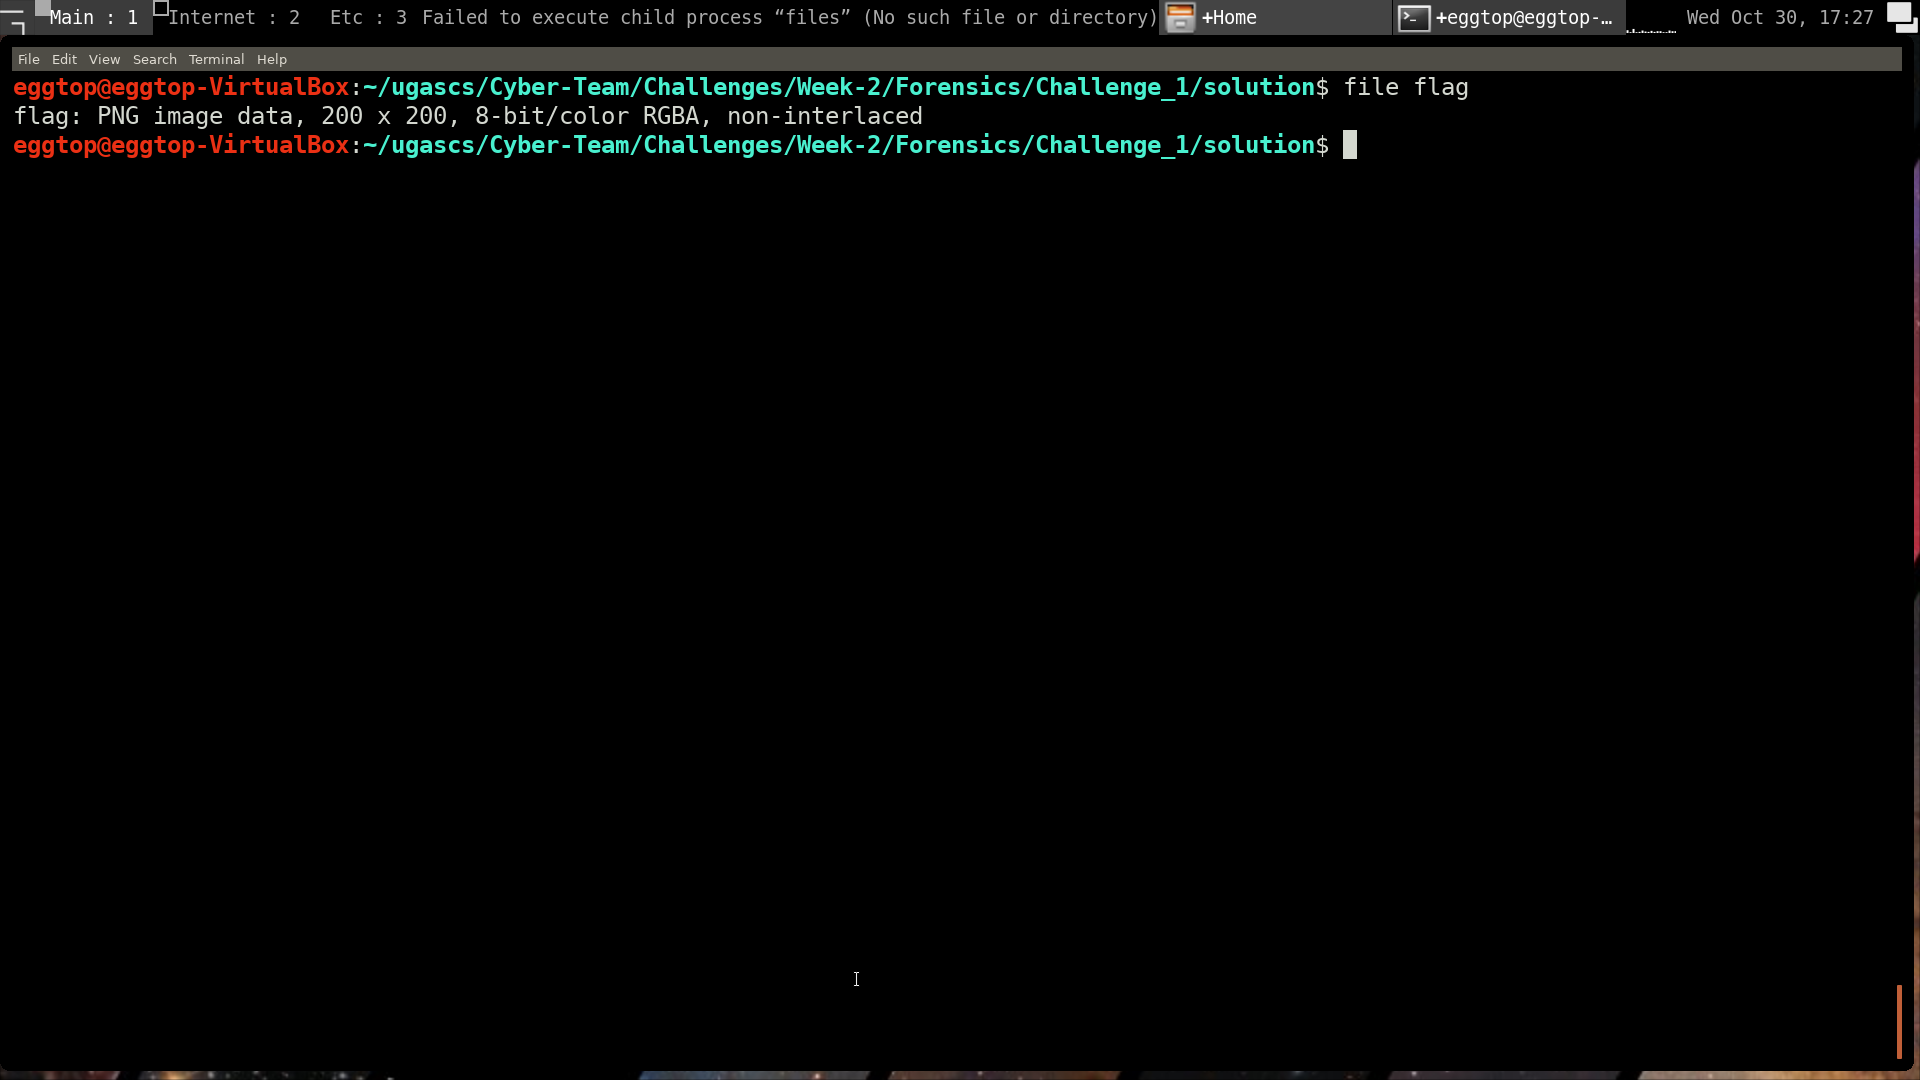 Main : 1 Internet : 2 Etc : 3 Failed to execute child process “files” (No such file or directory) +Home +eggtop@eggtop-… Wed Oct 30, 17:27
File Edit View Search Terminal Help
eggtop@eggtop-VirtualBox:~/ugascs/Cyber-Team/Challenges/Week-2/Forensics/Challenge_1/solution$ file flag
flag: PNG image data, 200 x 200, 8-bit/color RGBA, non-interlaced
eggtop@eggtop-VirtualBox:~/ugascs/Cyber-Team/Challenges/Week-2/Forensics/Challenge_1/solution$